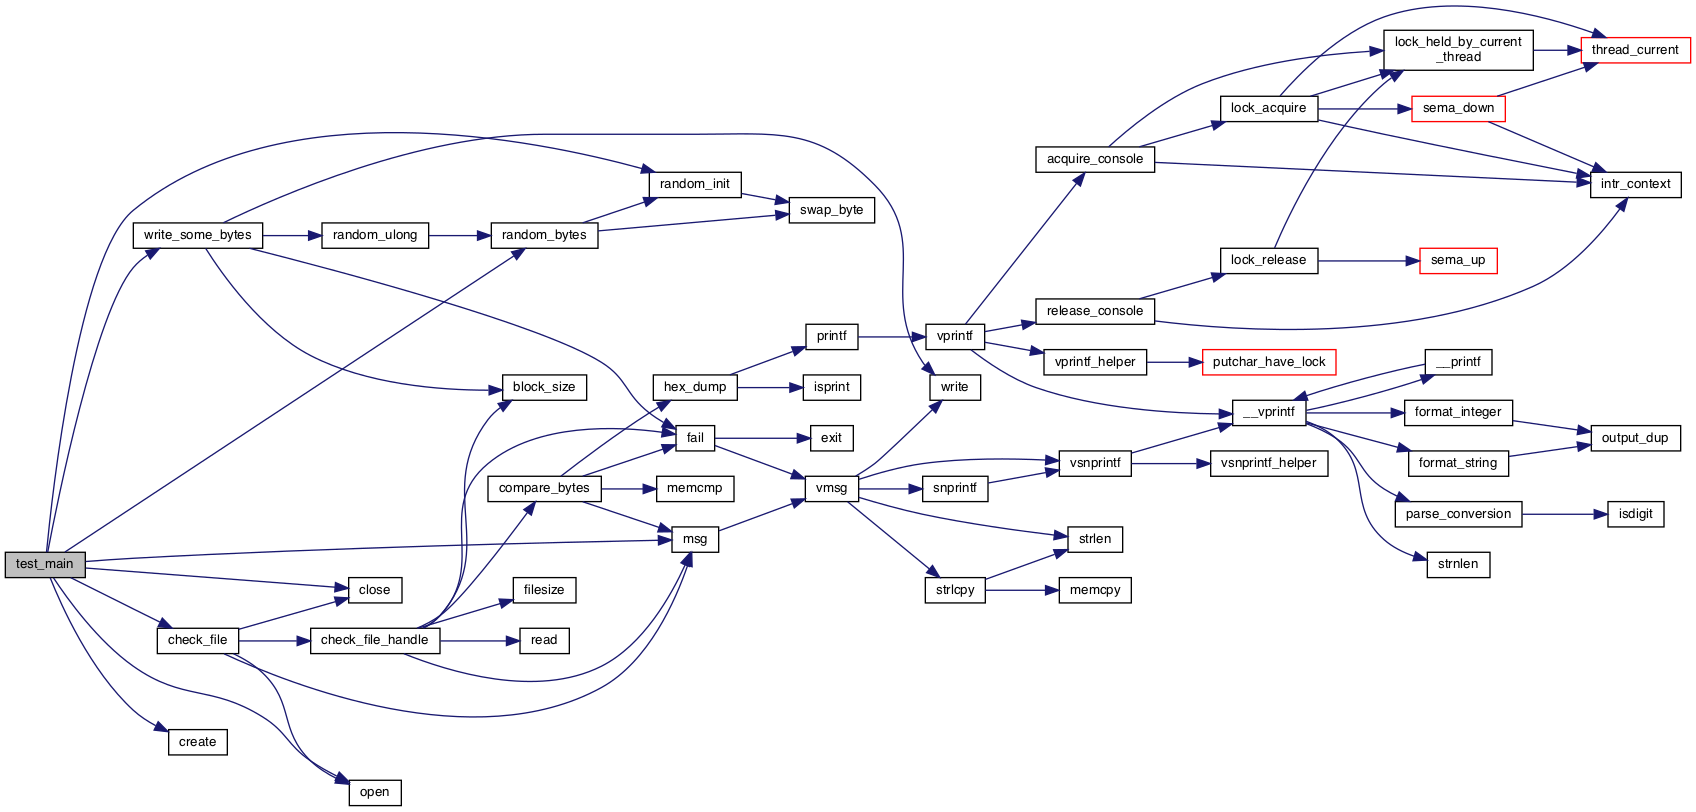 lock_held_by_current
_thread
thread_current
lock_acquire
sema_down
acquire_console
intr_context
random_init
swap_byte
write_some_bytes
random_ulong
random_bytes
lock_release
sema_up
release_console
printf
vprintf
vprintf_helper
putchar_have_lock
__printf
block_size
hex_dump
isprint
write
__vprintf
format_integer
output_dup
fail
exit
format_string
vsnprintf
vsnprintf_helper
compare_bytes
memcmp
vmsg
snprintf
parse_conversion
isdigit
msg
strlen
strnlen
test_main
close
filesize
strlcpy
memcpy
check_file
check_file_handle
read
create
open